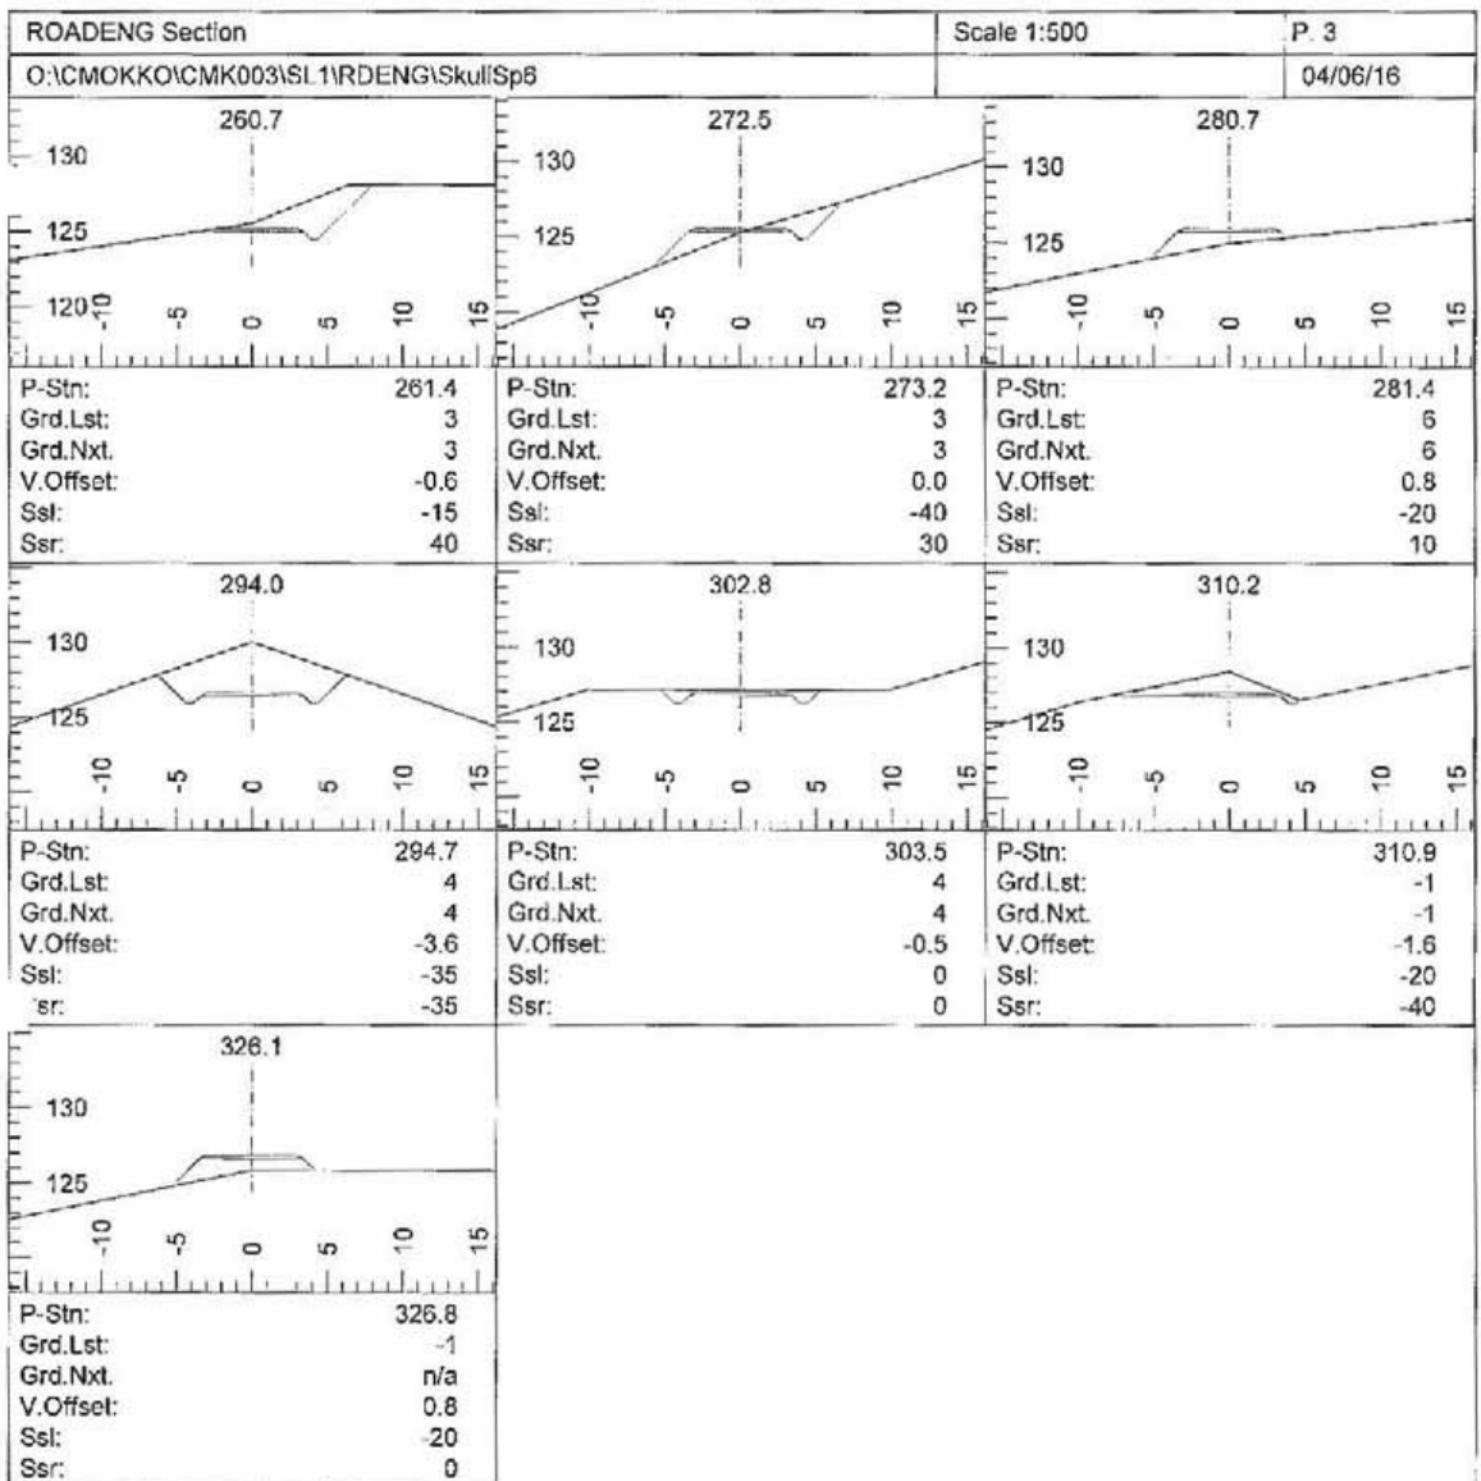 ROADENG Section Scale 1:500 P. 3
O:\CMOKKO\CMK003\SL1\RDENG\SkullSp6 04/06/16
260.7 272.5 280.7
130 130 130
125 125 125
120 -10 -5 0 5 10 15 -10 -5 0 5 10 15 -10 -5 0 5 10 15
P-Stn: 261.4 P-Stn: 273.2 P-Stn: 281.4
Grd.Lst: 3 Grd.Lst: 3 Grd.Lst: 6
Grd.Nxt. 3 Grd.Nxt. 3 Grd.Nxt. 6
V.Offset: -0.6 V.Offset: 0.0 V.Offset: 0.8
Ssl: -15 Ssl: -40 Ssl: -20
Ssr: 40 Ssr: 30 Ssr: 10
294.0 302.8 310.2
130 130 130
125 125 125
-10 -5 0 5 10 15 -10 -5 0 5 10 15 -10 -5 0 5 10 15
P-Stn: 294.7 P-Stn: 303.5 P-Stn: 310.9
Grd.Lst: 4 Grd.Lst: 4 Grd.Lst: -1
Grd.Nxt. 4 Grd.Nxt. 4 Grd.Nxt. -1
V.Offset: -3.6 V.Offset: -0.5 V.Offset: -1.6
Ssl: -35 Ssl: 0 Ssl: -20
Ssr: -35 Ssr: 0 Ssr: -40
326.1
130
125
-10 -5 0 5 10 15
P-Stn: 326.8
Grd.Lst: -1
Grd.Nxt. n/a
V.Offset: 0.8
Ssl: -20
Ssr: 0